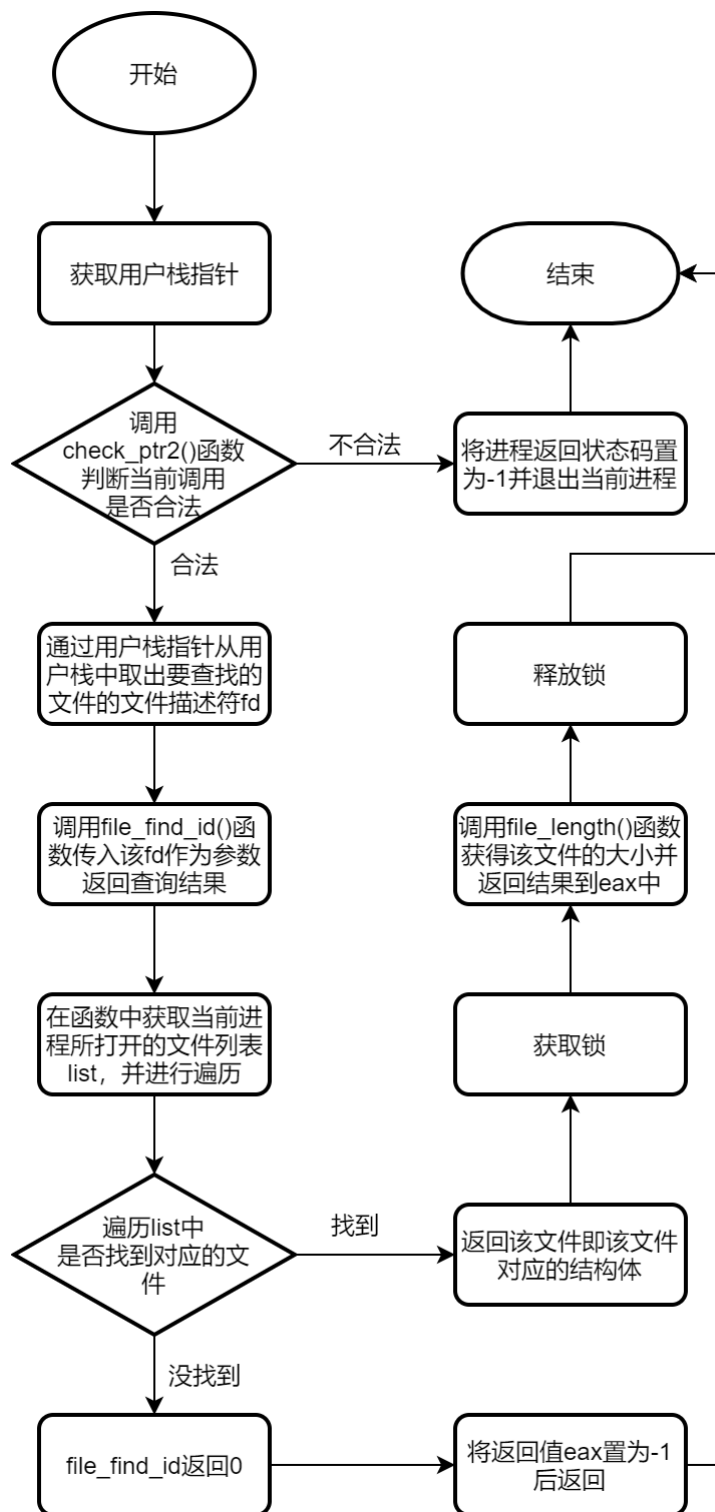 开始
获取用户栈指针
结束
调用
check_ptr2()函数
判断当前调用
是否合法
不合法
将进程返回状态码置
为-1并退出当前进程
合法
通过用户栈指针从用
户栈中取出要查找的
文件的文件描述符fd
释放锁
调用file_find_id()函
数传入该fd作为参数
返回查询结果
调用file_length()函数
获得该文件的大小并
返回结果到eax中
在函数中获取当前进
程所打开的文件列表
list，并进行遍历
获取锁
遍历list中
是否找到对应的文
件
找到
返回该文件即该文件
对应的结构体
没找到
file_find_id返回0
将返回值eax置为-1
后返回